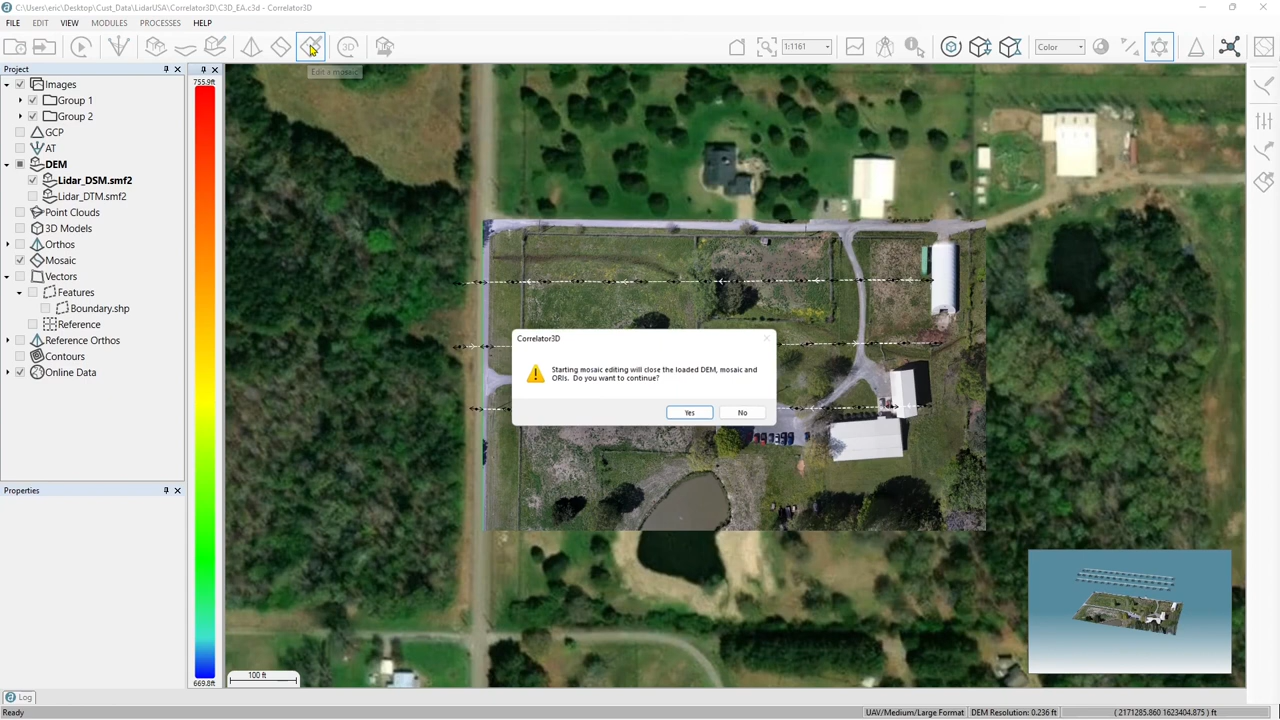 C:\Users\eric\Desktop\Cust_Data\LidarUSA\Correlator3D\C3D_EA.c3d - Correlator3D
FILE EDIT VIEW MODULES PROCESSES HELP
1:1161
Color
Edit a mosaic
Project
Images
Group 1
Group 2
GCP
AT
DEM
Lidar_DSM.smf2
Lidar_DTM.smf2
Point Clouds
3D Models
Orthos
Mosaic
Vectors
Features
Boundary.shp
Reference
Reference Orthos
Contours
Online Data
Properties
755.9ft
669.8ft
Correlator3D
Starting mosaic editing will close the loaded DEM, mosaic and
ORIs. Do you want to continue?
Yes No
100 ft
Log
Ready
UAV/Medium/Large Format DEM Resolution: 0.236 ft ( 2171285.860 1623404.875 ) ft